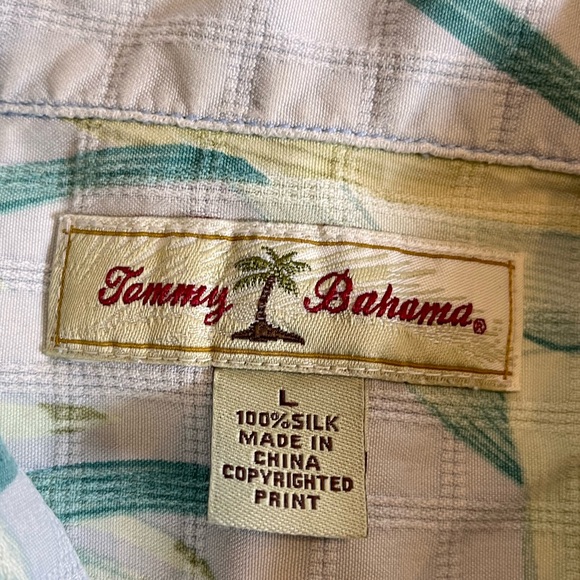 Tommy Bahama®
L
100% SILK
MADE IN
CHINA
COPYRIGHTED
PRINT